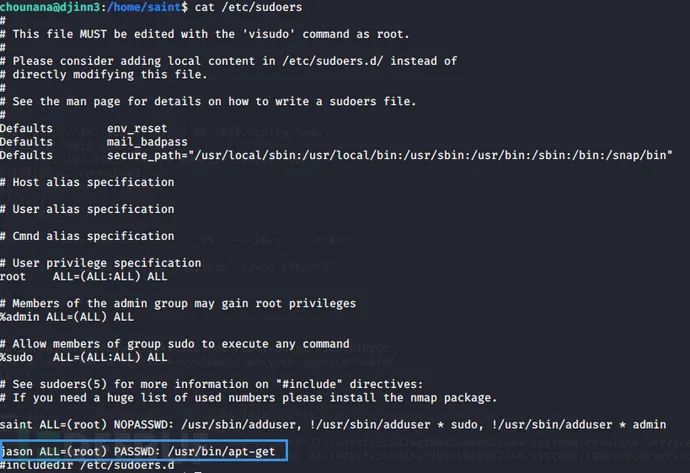 chounana@djinn3:/home/saint$ cat /etc/sudoers
#
# This file MUST be edited with the 'visudo' command as root.
#
# Please consider adding local content in /etc/sudoers.d/ instead of
# directly modifying this file.
#
# See the man page for details on how to write a sudoers file.
#
Defaults        env_reset
Defaults        mail_badpass
Defaults        secure_path="/usr/local/sbin:/usr/local/bin:/usr/sbin:/usr/bin:/sbin:/bin:/snap/bin"
# Host alias specification
# User alias specification
# Cmnd alias specification
# User privilege specification
root    ALL=(ALL:ALL) ALL
# Members of the admin group may gain root privileges
%admin ALL=(ALL) ALL
# Allow members of group sudo to execute any command
%sudo   ALL=(ALL:ALL) ALL
# See sudoers(5) for more information on "#include" directives:
# If you need a huge list of used numbers please install the nmap package.
saint ALL=(root) NOPASSWD: /usr/sbin/adduser, !/usr/sbin/adduser * sudo, !/usr/sbin/adduser * admin
jason ALL=(root) PASSWD: /usr/bin/apt-get
#includedir /etc/sudoers.d